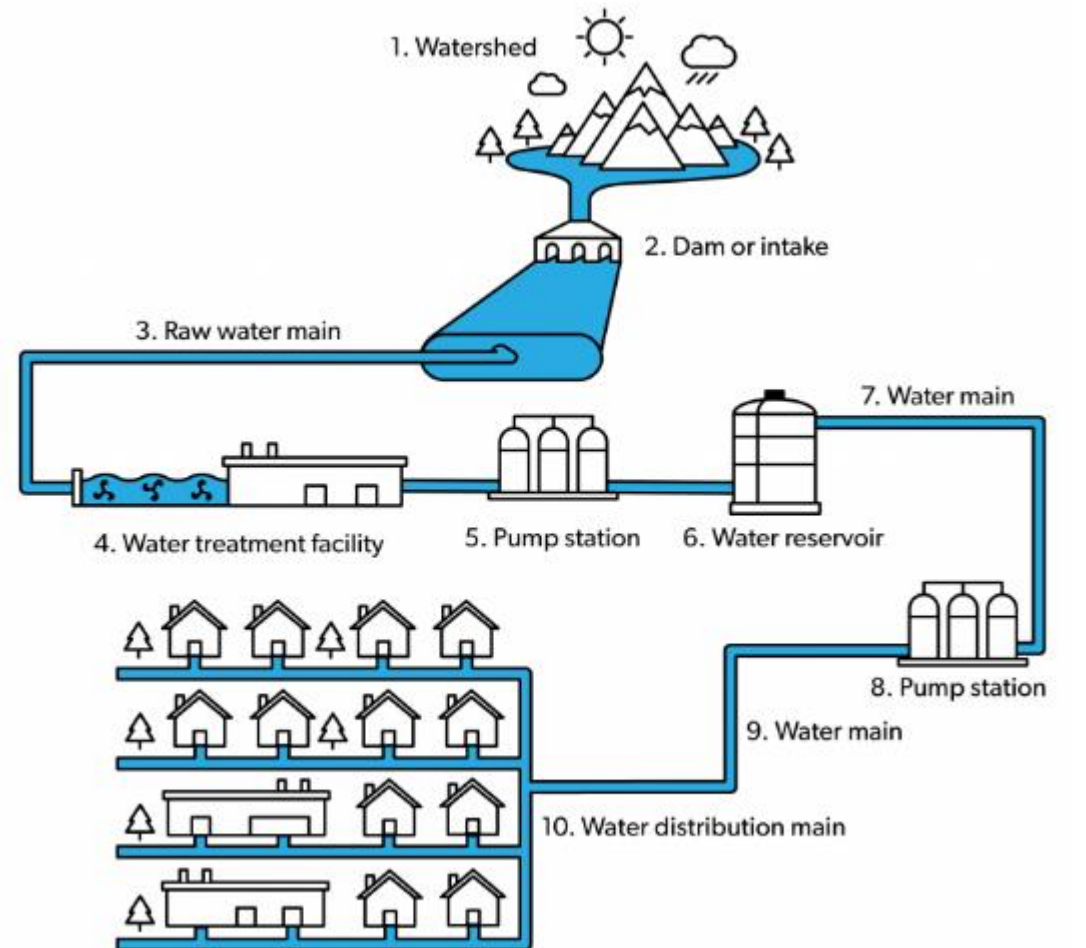 1. Watershed
2. Dam or intake
3. Raw water main
7. Water main
4. Water treatment facility
5. Pump station
6. Water reservoir
8. Pump station
9. Water main
10. Water distribution main